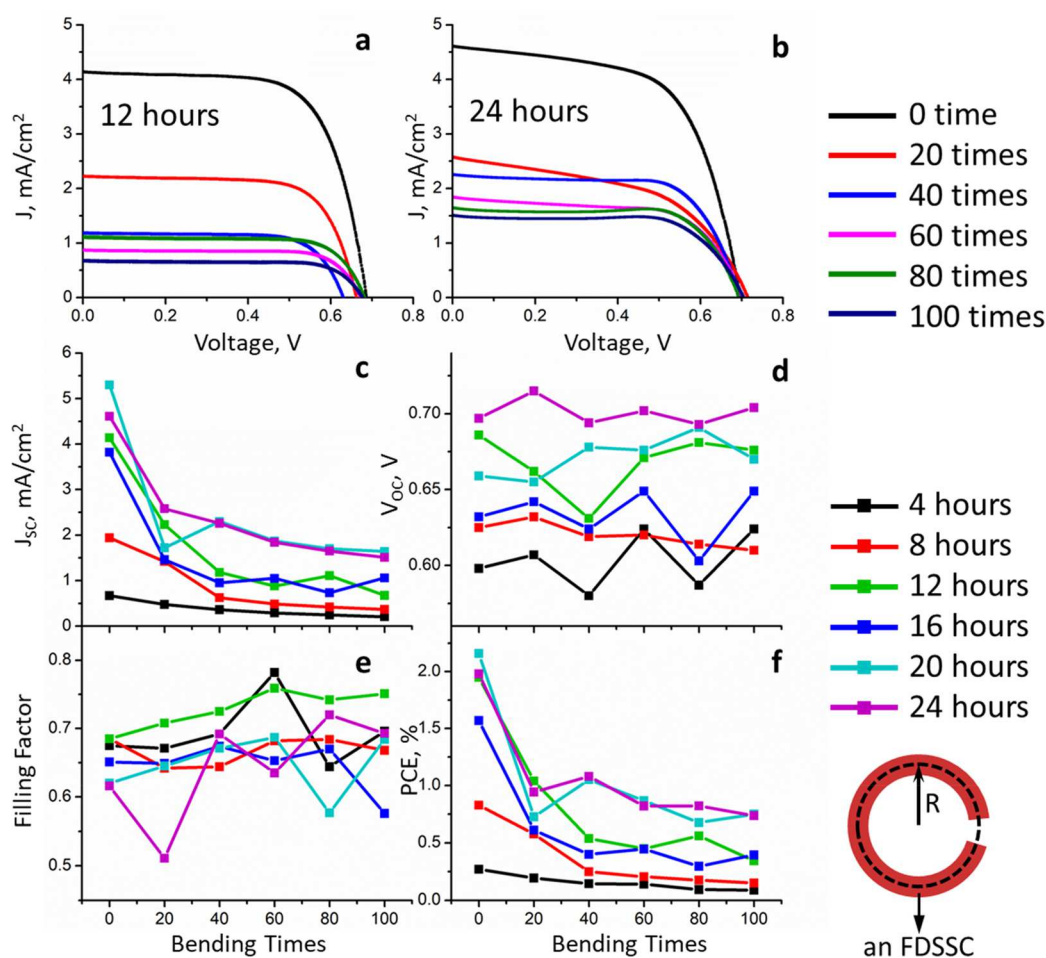 a
b
12 hours
24 hours
J, mA/cm²
5
4
3
2
1
0
0.0 0.2 0.4 0.6 0.8
Voltage, V
J, mA/cm²
5
4
3
2
1
0
0.0 0.2 0.4 0.6 0.8
Voltage, V
0 time
20 times
40 times
60 times
80 times
100 times
c
J_SC, mA/cm²
6
5
4
3
2
1
0
d
V_OC, V
0.70
0.65
0.60
e
Filling Factor
0.8
0.7
0.6
0.5
0 20 40 60 80 100
Bending Times
f
PCE, %
2.0
1.5
1.0
0.5
0.0
0 20 40 60 80 100
Bending Times
4 hours
8 hours
12 hours
16 hours
20 hours
24 hours
R
an FDSSC